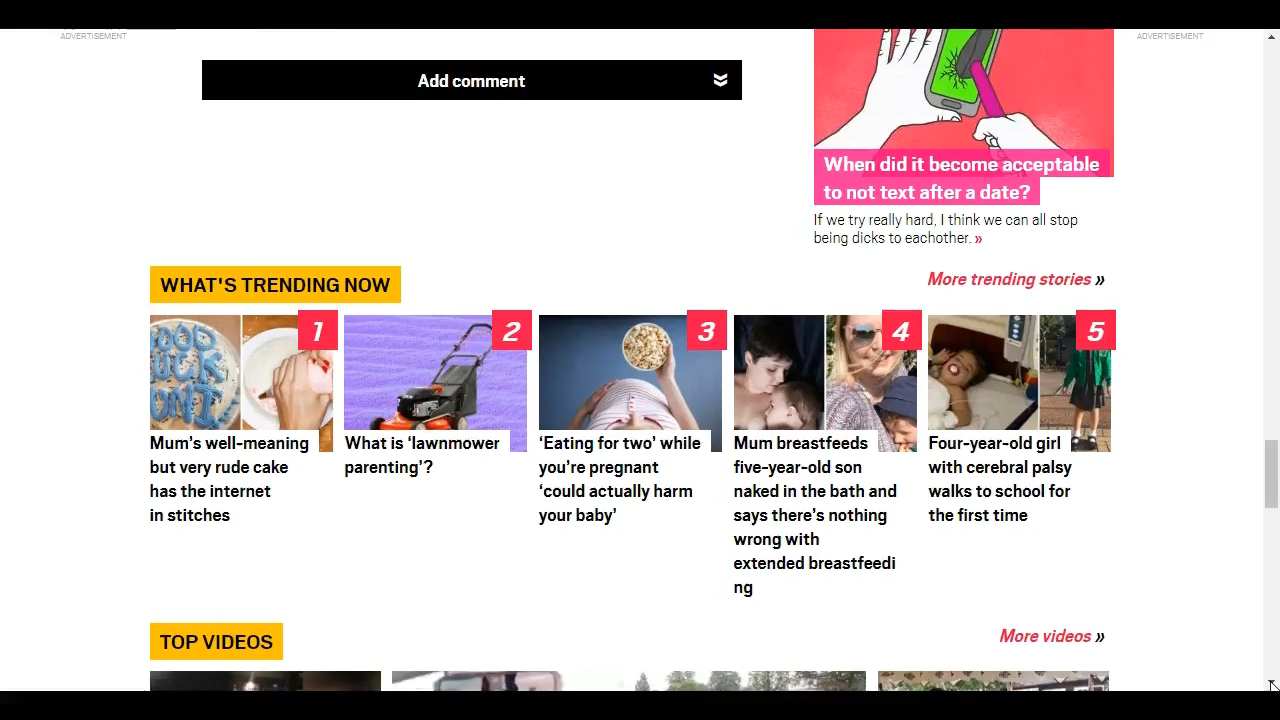 ADVERTISEMENT
ADVERTISEMENT
Add comment
When did it become acceptable
to not text after a date?
If we try really hard, I think we can all stop
being dicks to eachother. »
WHAT'S TRENDING NOW
More trending stories »
1
2
3
4
5
Mum’s well-meaning
but very rude cake
has the internet
in stitches
What is ‘lawnmower
parenting’?
‘Eating for two’ while
you’re pregnant
‘could actually harm
your baby’
Mum breastfeeds
five-year-old son
naked in the bath and
says there’s nothing
wrong with
extended breastfeedi
ng
Four-year-old girl
with cerebral palsy
walks to school for
the first time
TOP VIDEOS
More videos »